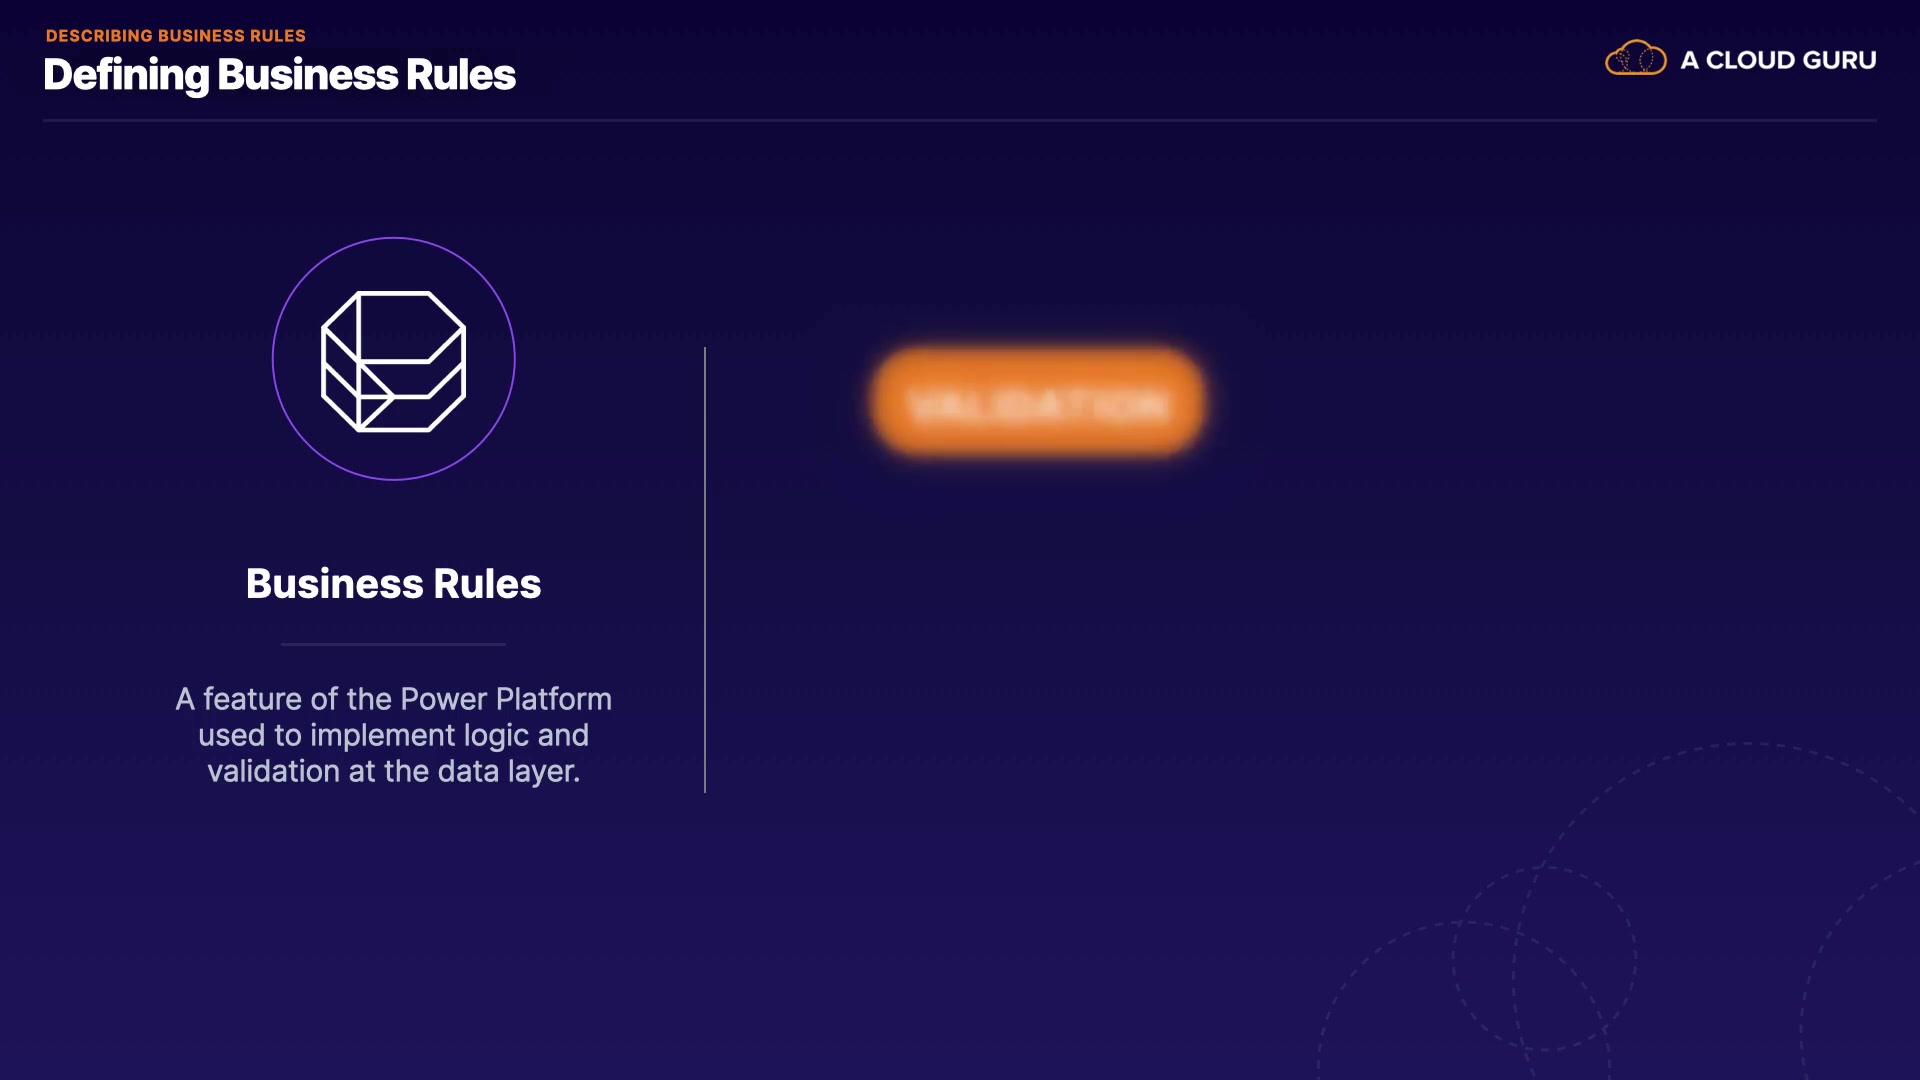 DESCRIBING BUSINESS RULES
Defining Business Rules
A CLOUD GURU
VALIDATION
Business Rules
A feature of the Power Platform
used to implement logic and
validation at the data layer.